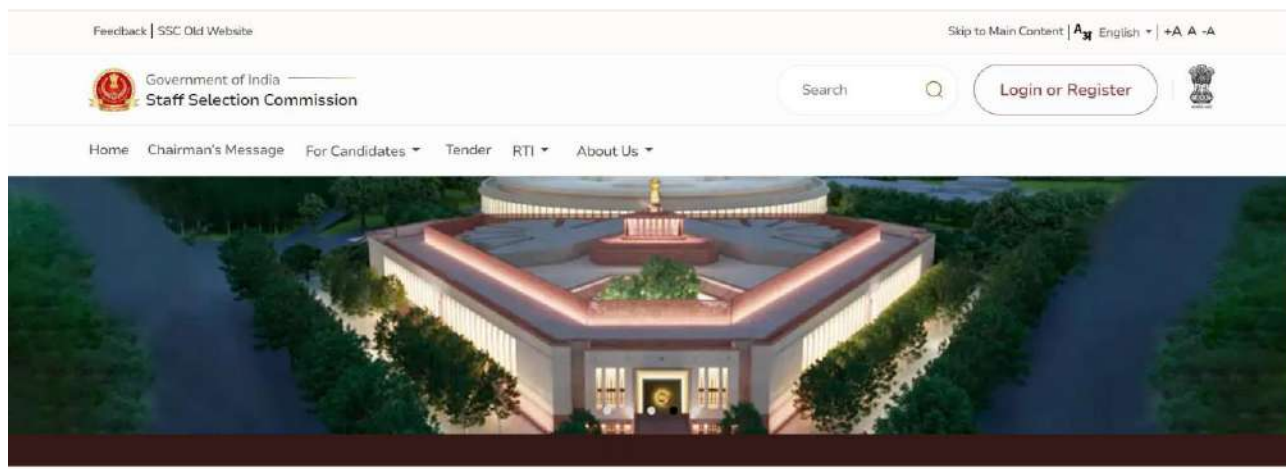 Feedback | SSC Old Website
Skip to Main Content | Aअ English | +A A -A
Government of India
Staff Selection Commission
Search
Login or Register
Home Chairman's Message For Candidates Tender RTI About Us